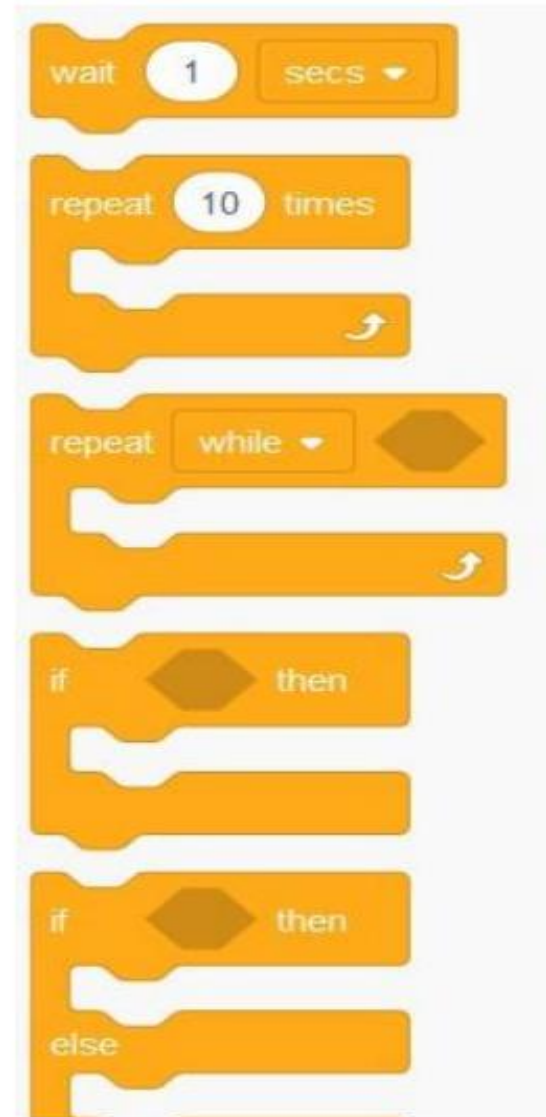 wait 1 secs
repeat 10 times
repeat while
if then
if then
else